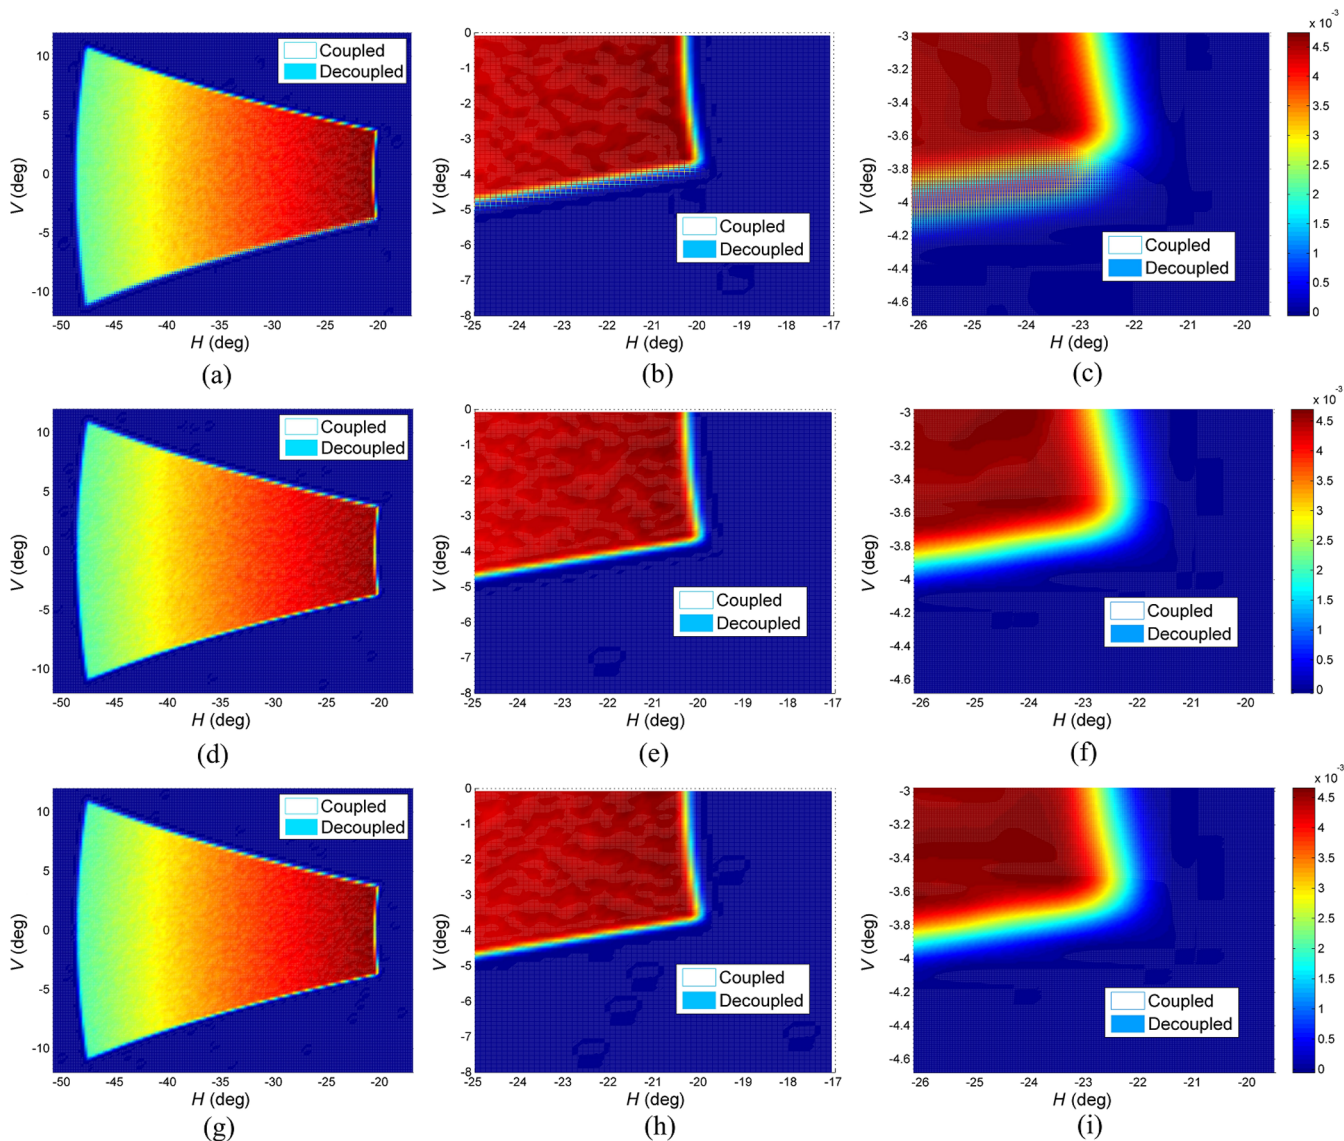 Coupled
Decoupled
10
5
0
-5
-10
V (deg)
-50 -45 -40 -35 -30 -25 -20
H (deg)
(a)
Coupled
Decoupled
0
-1
-2
-3
-4
-5
-6
-7
-8
V (deg)
-25 -24 -23 -22 -21 -20 -19 -18 -17
H (deg)
(b)
Coupled
Decoupled
-3
-3.2
-3.4
-3.6
-3.8
-4
-4.2
-4.4
-4.6
V (deg)
-26 -25 -24 -23 -22 -21 -20
H (deg)
(c)
x 10-3
4.5
4
3.5
3
2.5
2
1.5
1
0.5
0
Coupled
Decoupled
10
5
0
-5
-10
V (deg)
-50 -45 -40 -35 -30 -25 -20
H (deg)
(d)
Coupled
Decoupled
0
-1
-2
-3
-4
-5
-6
-7
-8
V (deg)
-25 -24 -23 -22 -21 -20 -19 -18 -17
H (deg)
(e)
Coupled
Decoupled
-3
-3.2
-3.4
-3.6
-3.8
-4
-4.2
-4.4
-4.6
V (deg)
-26 -25 -24 -23 -22 -21 -20
H (deg)
(f)
x 10-3
4.5
4
3.5
3
2.5
2
1.5
1
0.5
0
Coupled
Decoupled
10
5
0
-5
-10
V (deg)
-50 -45 -40 -35 -30 -25 -20
H (deg)
(g)
Coupled
Decoupled
0
-1
-2
-3
-4
-5
-6
-7
-8
V (deg)
-25 -24 -23 -22 -21 -20 -19 -18 -17
H (deg)
(h)
Coupled
Decoupled
-3
-3.2
-3.4
-3.6
-3.8
-4
-4.2
-4.4
-4.6
V (deg)
-26 -25 -24 -23 -22 -21 -20
H (deg)
(i)
x 10-3
4.5
4
3.5
3
2.5
2
1.5
1
0.5
0